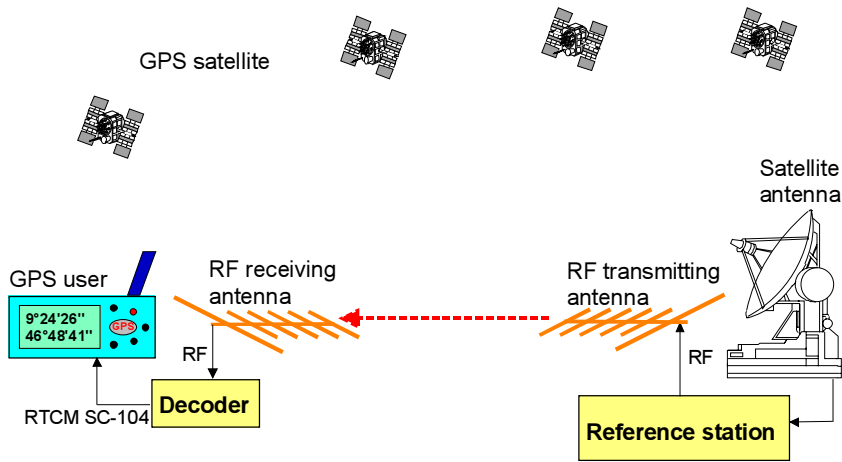 GPS satellite
Satellite
antenna
GPS user
RF receiving
antenna
RF transmitting
antenna
9°24'26"
46°48'41"
GPS
RF
RF
RTCM SC-104
Decoder
Reference station